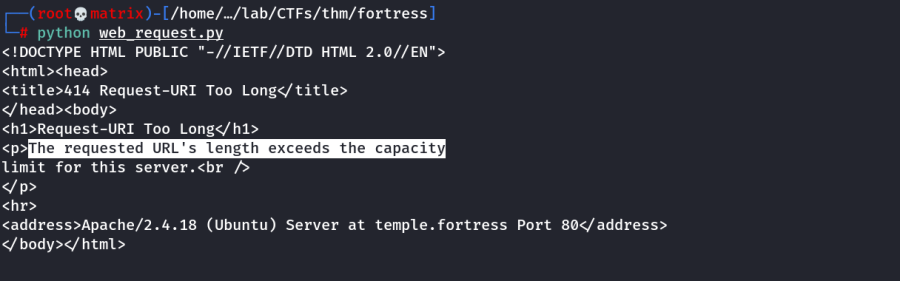 ┌──(root💀matrix)-[/home/…/lab/CTFs/thm/fortress]
└─# python web_request.py
<!DOCTYPE HTML PUBLIC "-//IETF//DTD HTML 2.0//EN">
<html><head>
<title>414 Request-URI Too Long</title>
</head><body>
<h1>Request-URI Too Long</h1>
<p>The requested URL's length exceeds the capacity
limit for this server.<br />
</p>
<hr>
<address>Apache/2.4.18 (Ubuntu) Server at temple.fortress Port 80</address>
</body></html>